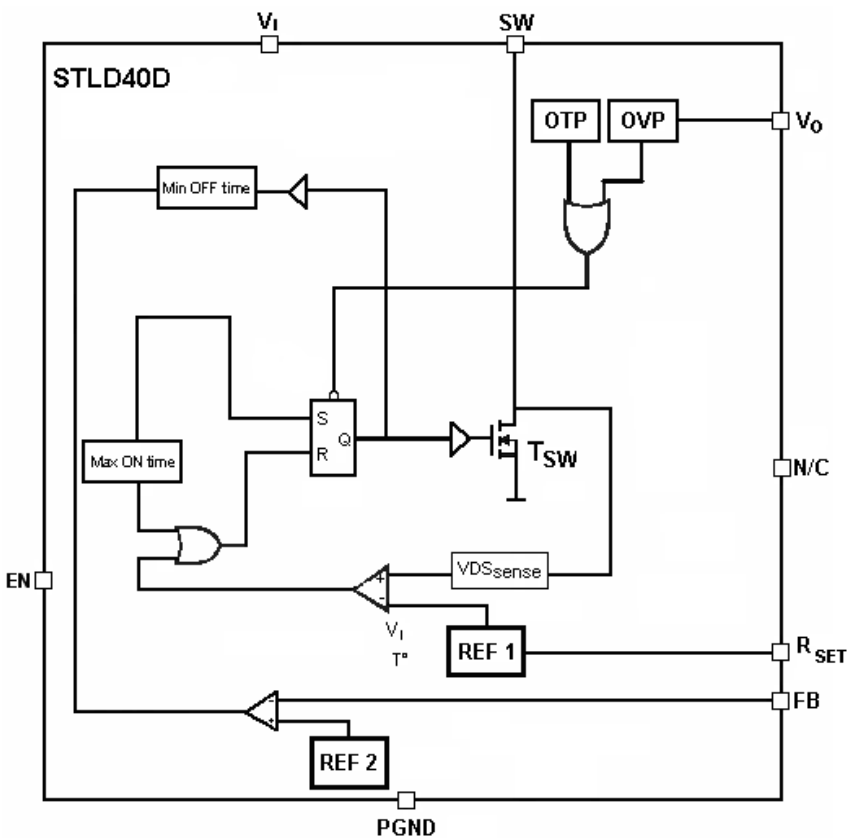 VI
SW
STLD40D
OTP
OVP
VO
Min OFF time
S
Q
R
Max ON time
TSW
N/C
EN
VDSsense
+
-
VI
T°
REF 1
RSET
-
+
FB
REF 2
PGND